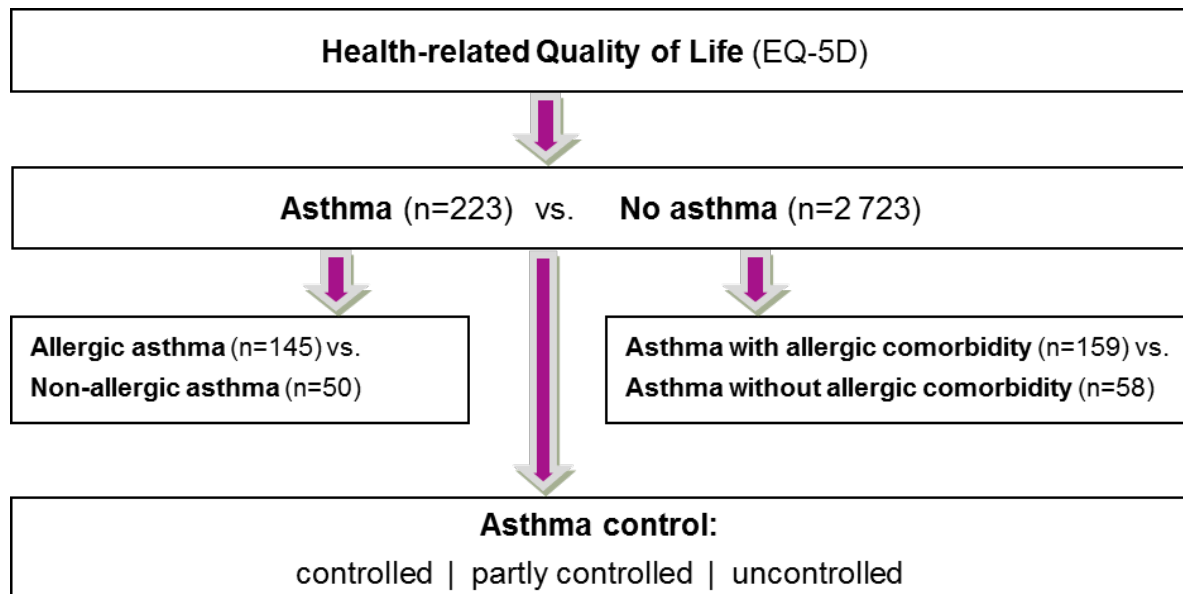 Health-related Quality of Life (EQ-5D)
Asthma (n=223) vs. No asthma (n=2 723)
Allergic asthma (n=145) vs.
Non-allergic asthma (n=50)
Asthma with allergic comorbidity (n=159) vs.
Asthma without allergic comorbidity (n=58)
Asthma control:
controlled | partly controlled | uncontrolled